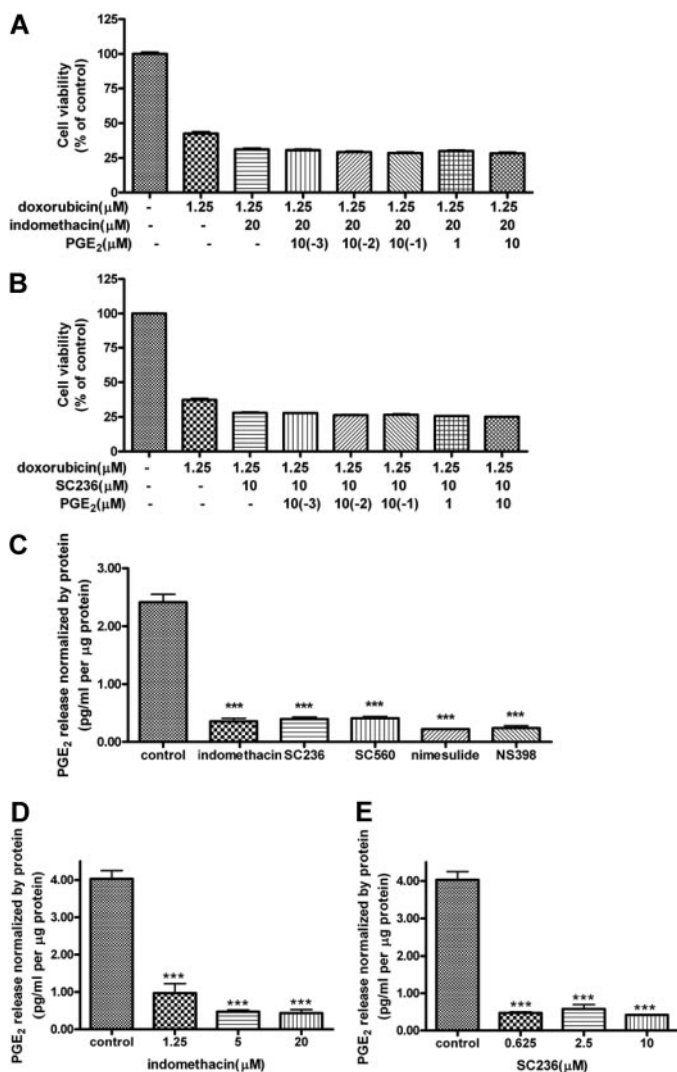 A
Cell viability
(% of control)
125
100
75
50
25
0
doxorubicin(μM) - 1.25 1.25 1.25 1.25 1.25 1.25 1.25
indomethacin(μM) - - 20 20 20 20 20 20
PGE2(μM) - - - 10(-3) 10(-2) 10(-1) 1 10
B
Cell viability
(% of control)
125
100
75
50
25
0
doxorubicin(μM) - 1.25 1.25 1.25 1.25 1.25 1.25 1.25
SC236(μM) - - 10 10 10 10 10 10
PGE2(μM) - - - 10(-3) 10(-2) 10(-1) 1 10
C
PGE2 release normalized by protein
(pg/ml per μg protein)
2.00
1.00
0.00
*** *** *** *** ***
control indomethacin SC236 SC560 nimesulide NS398
D
PGE2 release normalized by protein
(pg/ml per μg protein)
4.00
3.00
2.00
1.00
0.00
*** *** ***
control 1.25 5 20
indomethacin(μM)
E
PGE2 release normalized by protein
(pg/ml per μg protein)
4.00
3.00
2.00
1.00
0.00
*** *** ***
control 0.625 2.5 10
SC236(μM)